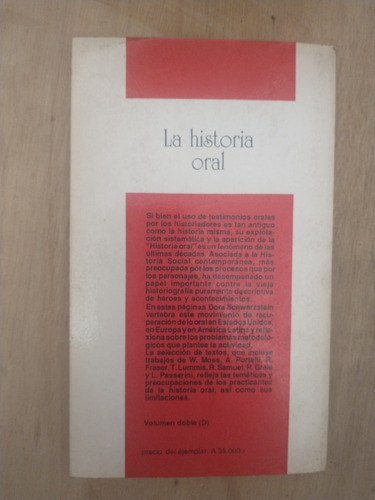 La historia
oral
Si bien el uso de testimonios orales
por los historiadores es tan antiguo
como la historia misma, su explota-
ción sistemática y la aparición de la
"Historia oral" es un fenómeno de las
últimas décadas. Asociada a la His-
toria Social contemporánea, más
preocupada por los procesos que por
los personajes, ha desempeñado un
papel importante contra la vieja
historiografía puramente descriptiva
de héroes y acontecimientos.
En estas páginas Dora Schwarzstein
vertebra este movimiento de recu-
peración de lo oral en Estados Unidos
en Europa y en América Latina y refle-
xiona sobre los problemas
que plantea la actividad.
La selección de textos, que incluye
trabajos de W. Moss, A. Portelli, R.
Fraser, T. Lummis, R. Samuel, R. Grele
y L. Passerini, refleja las temáticas y
preocupaciones de los practicantes
de la historia oral, así como sus
limitaciones.
Volumen doble (D)
precio del ejemplar: A 35.000.-